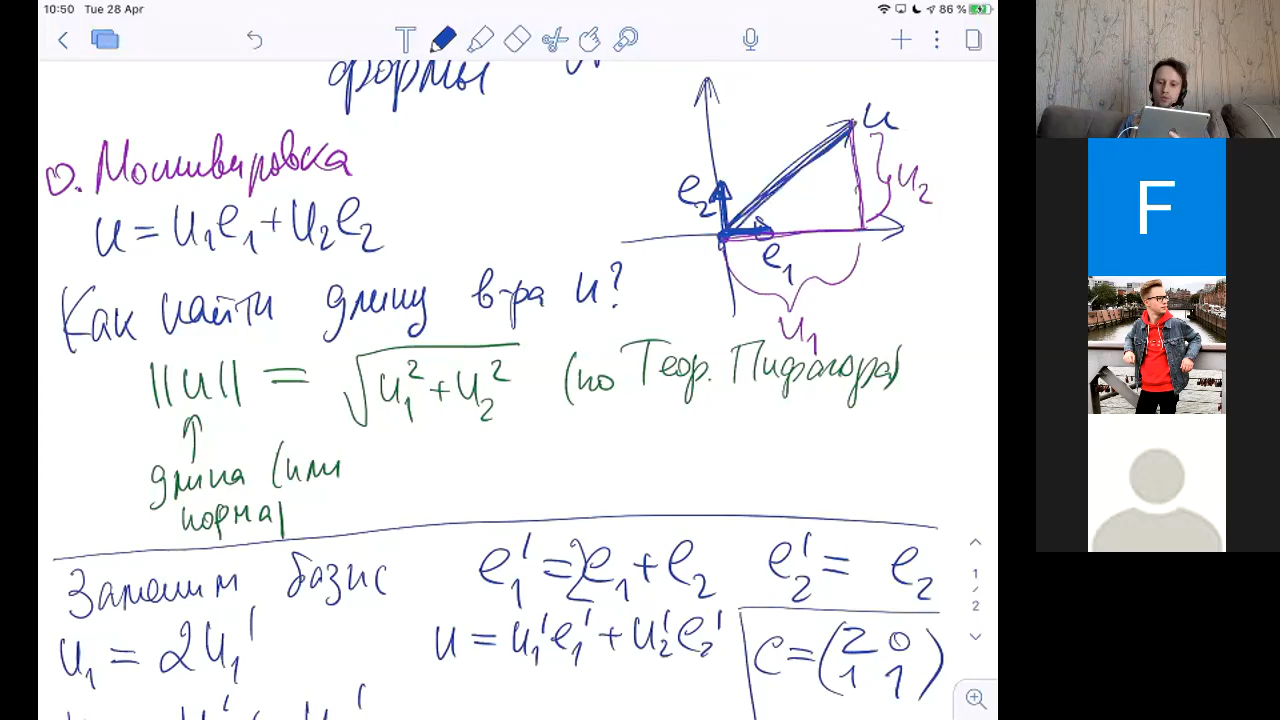 10:50 Tue 28 Apr
86 %
формы
0. Мотивировка
u = u₁e₁ + u₂e₂
Как найти длину в-ра u?
u
e₂
u₂
e₁
u₁
||u|| = √(u₁² + u₂²) (по Теор. Пифагора)
длина (или
норма)
Заменим базис
e₁' = 2e₁ + e₂ e₂' = e₂
u₁ = 2u₁'
u = u₁'e₁' + u₂'e₂'
C = (2 0
1 1)
1
2
T
F